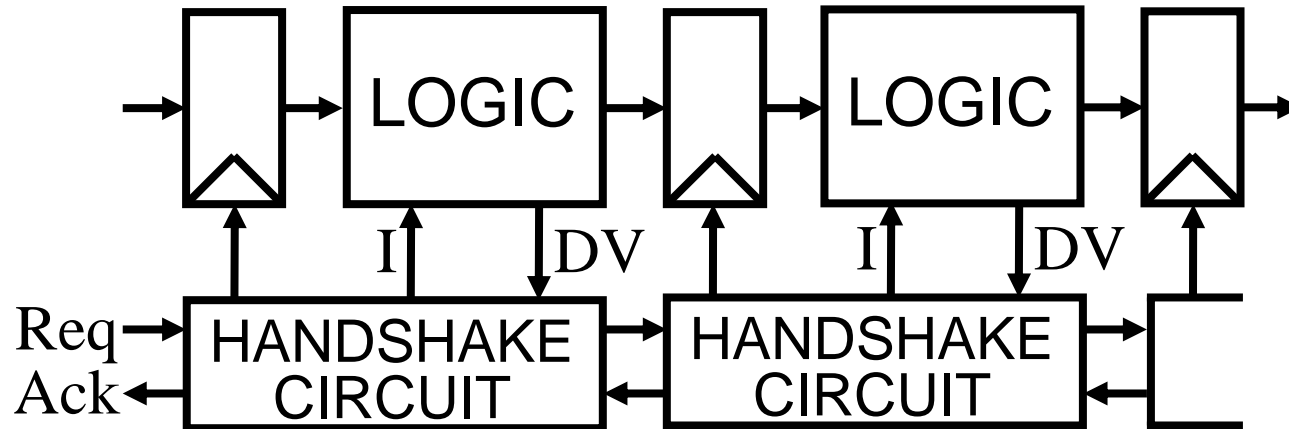 LOGIC
LOGIC
I
DV
I
DV
Req
Ack
HANDSHAKE
CIRCUIT
HANDSHAKE
CIRCUIT